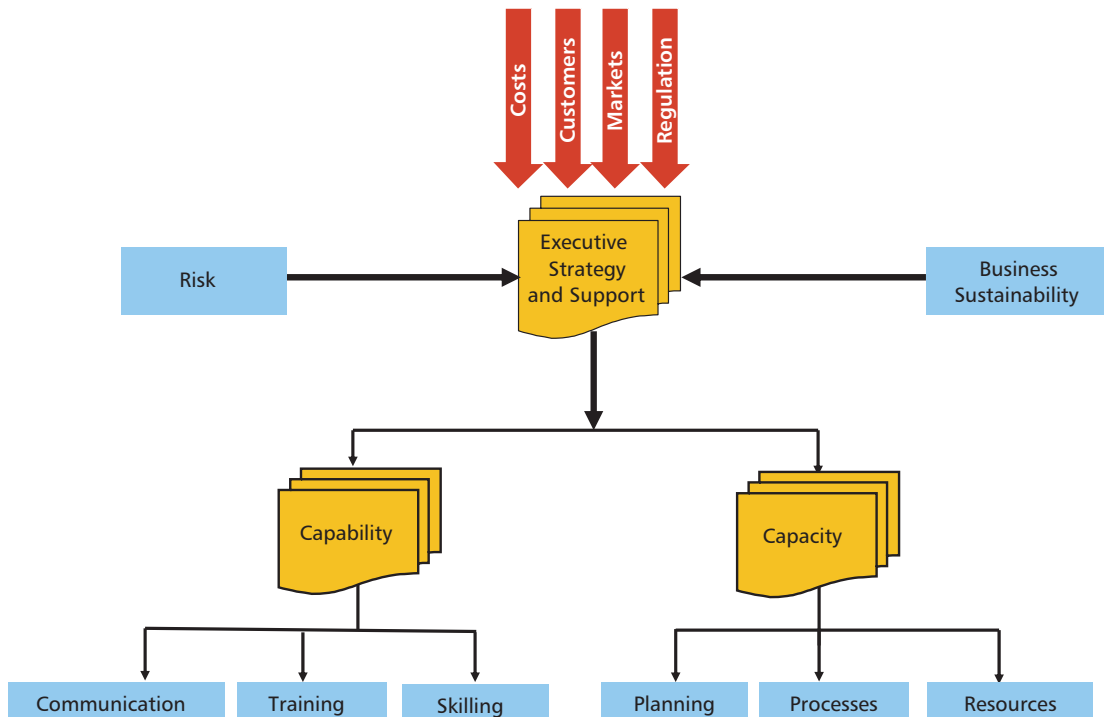 Costs
Customers
Markets
Regulation
Executive
Strategy
and Support
Risk
Business
Sustainability
Capability
Capacity
Communication
Training
Skilling
Planning
Processes
Resources